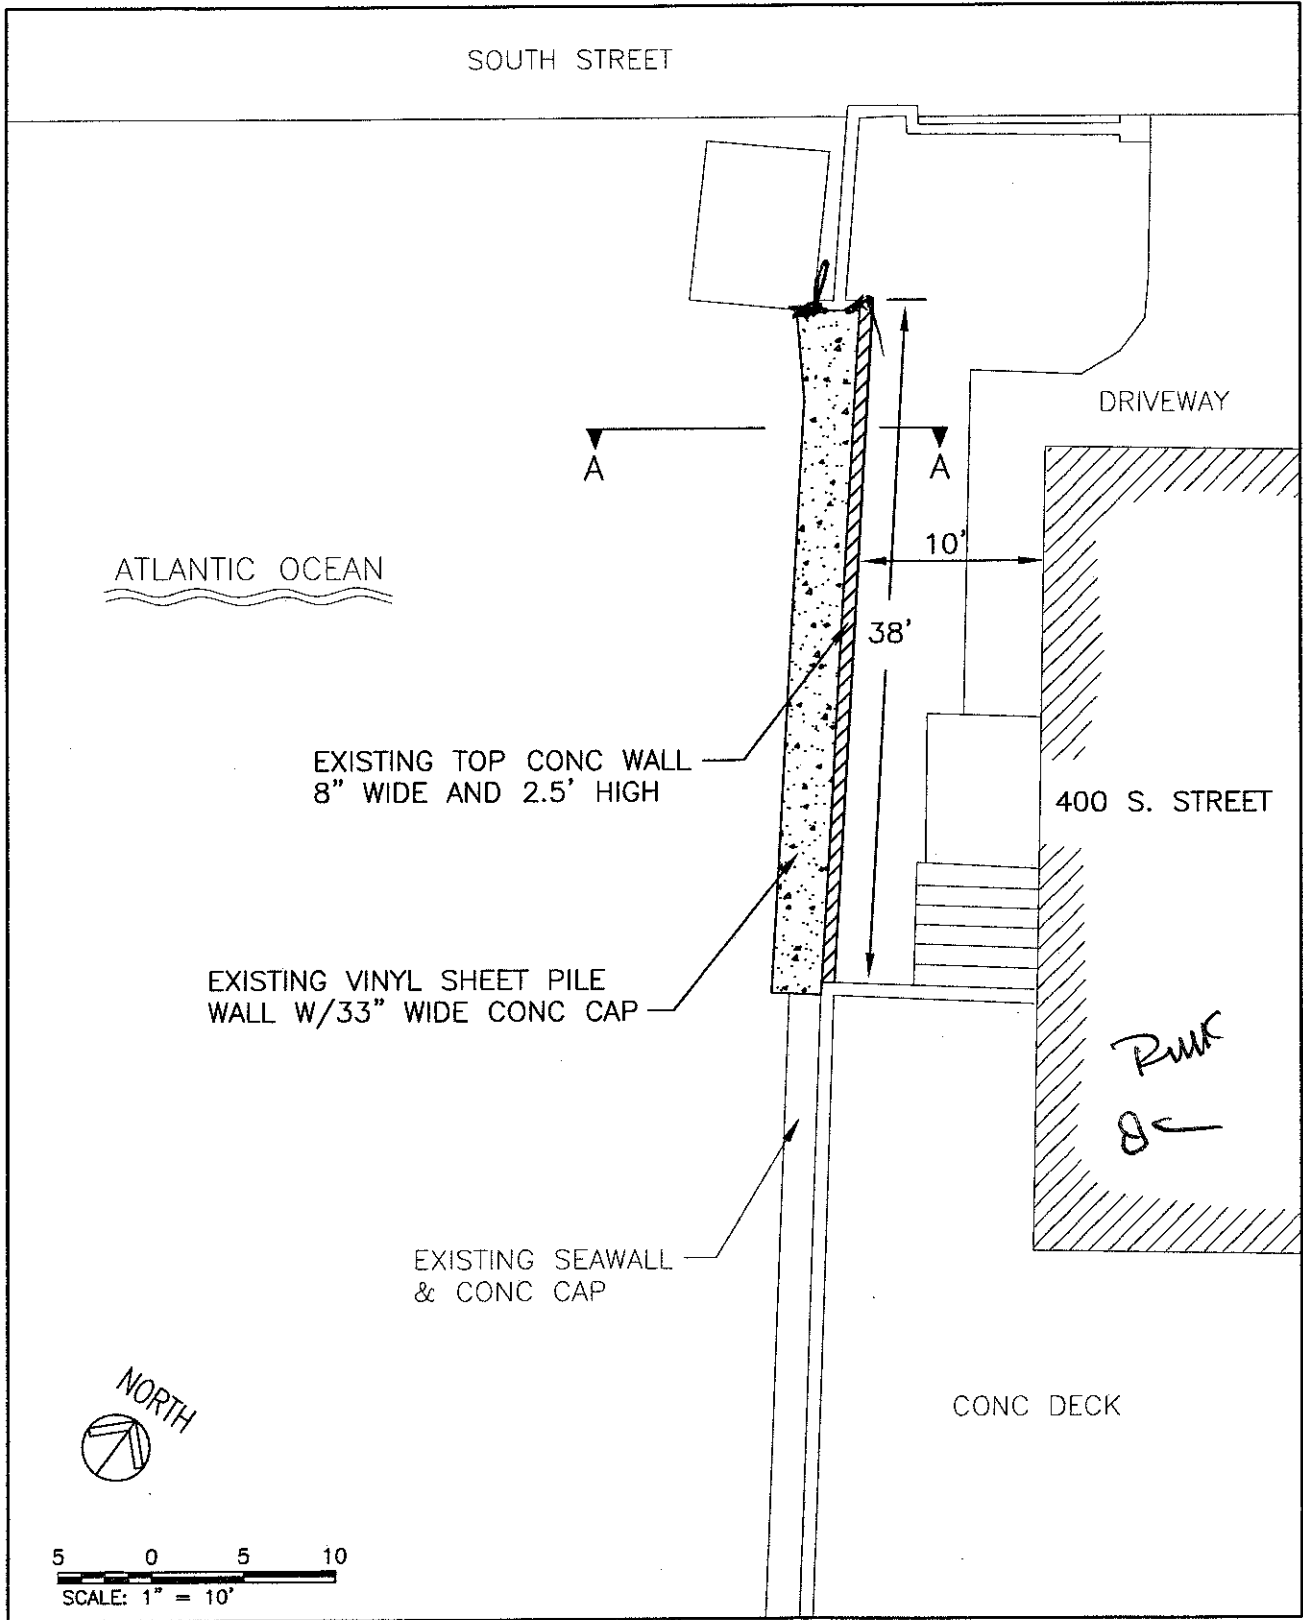 SOUTH STREET
DRIVEWAY
A
A
10'
ATLANTIC OCEAN
38'
EXISTING TOP CONC WALL
8" WIDE AND 2.5' HIGH
400 S. STREET
EXISTING VINYL SHEET PILE
WALL W/33" WIDE CONC CAP
EXISTING SEAWALL
& CONC CAP
NORTH
CONC DECK
5 0 5 10
SCALE: 1" = 10'